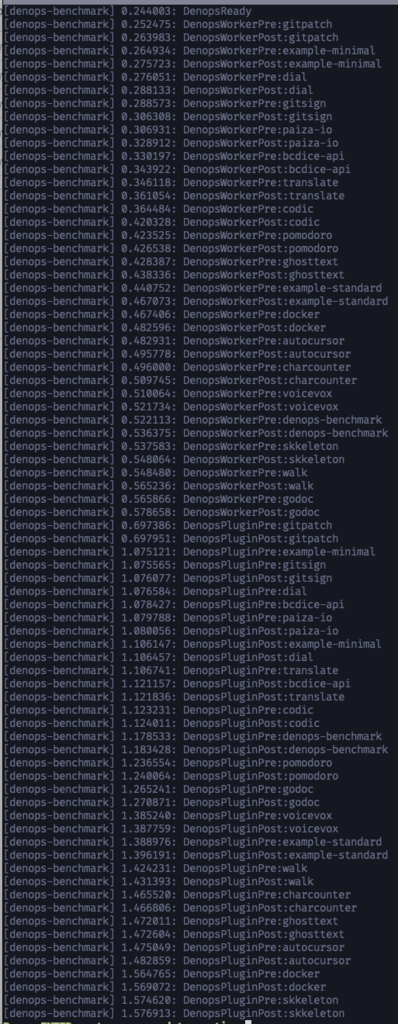 [denops-benchmark] 0.244003: DenopsReady
[denops-benchmark] 0.252475: DenopsWorkerPre:gitpatch
[denops-benchmark] 0.263983: DenopsWorkerPost:gitpatch
[denops-benchmark] 0.264934: DenopsWorkerPre:example-minimal
[denops-benchmark] 0.275723: DenopsWorkerPost:example-minimal
[denops-benchmark] 0.276051: DenopsWorkerPre:dial
[denops-benchmark] 0.288133: DenopsWorkerPost:dial
[denops-benchmark] 0.288573: DenopsWorkerPre:gitsign
[denops-benchmark] 0.306308: DenopsWorkerPost:gitsign
[denops-benchmark] 0.306931: DenopsWorkerPre:paiza-io
[denops-benchmark] 0.328912: DenopsWorkerPost:paiza-io
[denops-benchmark] 0.330197: DenopsWorkerPre:bcdice-api
[denops-benchmark] 0.343922: DenopsWorkerPost:bcdice-api
[denops-benchmark] 0.346118: DenopsWorkerPre:translate
[denops-benchmark] 0.361054: DenopsWorkerPost:translate
[denops-benchmark] 0.364484: DenopsWorkerPre:codic
[denops-benchmark] 0.420328: DenopsWorkerPost:codic
[denops-benchmark] 0.423525: DenopsWorkerPre:pomodoro
[denops-benchmark] 0.426538: DenopsWorkerPost:pomodoro
[denops-benchmark] 0.428387: DenopsWorkerPre:ghosttext
[denops-benchmark] 0.438336: DenopsWorkerPost:ghosttext
[denops-benchmark] 0.440752: DenopsWorkerPre:example-standard
[denops-benchmark] 0.467073: DenopsWorkerPost:example-standard
[denops-benchmark] 0.467406: DenopsWorkerPre:docker
[denops-benchmark] 0.482596: DenopsWorkerPost:docker
[denops-benchmark] 0.482931: DenopsWorkerPre:autocursor
[denops-benchmark] 0.495778: DenopsWorkerPost:autocursor
[denops-benchmark] 0.496000: DenopsWorkerPre:charcounter
[denops-benchmark] 0.509745: DenopsWorkerPost:charcounter
[denops-benchmark] 0.510064: DenopsWorkerPre:voicevox
[denops-benchmark] 0.521734: DenopsWorkerPost:voicevox
[denops-benchmark] 0.522113: DenopsWorkerPre:denops-benchmark
[denops-benchmark] 0.536375: DenopsWorkerPost:denops-benchmark
[denops-benchmark] 0.537583: DenopsWorkerPre:skkeleton
[denops-benchmark] 0.548064: DenopsWorkerPost:skkeleton
[denops-benchmark] 0.548480: DenopsWorkerPre:walk
[denops-benchmark] 0.565236: DenopsWorkerPost:walk
[denops-benchmark] 0.565866: DenopsWorkerPre:godoc
[denops-benchmark] 0.578658: DenopsWorkerPost:godoc
[denops-benchmark] 0.697386: DenopsPluginPre:gitpatch
[denops-benchmark] 0.697951: DenopsPluginPost:gitpatch
[denops-benchmark] 1.075121: DenopsPluginPre:example-minimal
[denops-benchmark] 1.075565: DenopsPluginPre:gitsign
[denops-benchmark] 1.076077: DenopsPluginPost:gitsign
[denops-benchmark] 1.076584: DenopsPluginPre:dial
[denops-benchmark] 1.078427: DenopsPluginPre:bcdice-api
[denops-benchmark] 1.079788: DenopsPluginPre:paiza-io
[denops-benchmark] 1.080056: DenopsPluginPost:paiza-io
[denops-benchmark] 1.106147: DenopsPluginPost:example-minimal
[denops-benchmark] 1.106457: DenopsPluginPost:dial
[denops-benchmark] 1.106741: DenopsPluginPre:translate
[denops-benchmark] 1.121157: DenopsPluginPost:bcdice-api
[denops-benchmark] 1.121836: DenopsPluginPost:translate
[denops-benchmark] 1.123231: DenopsPluginPre:codic
[denops-benchmark] 1.124011: DenopsPluginPost:codic
[denops-benchmark] 1.178533: DenopsPluginPre:denops-benchmark
[denops-benchmark] 1.183428: DenopsPluginPost:denops-benchmark
[denops-benchmark] 1.236554: DenopsPluginPre:pomodoro
[denops-benchmark] 1.240064: DenopsPluginPost:pomodoro
[denops-benchmark] 1.265241: DenopsPluginPre:godoc
[denops-benchmark] 1.270871: DenopsPluginPost:godoc
[denops-benchmark] 1.385240: DenopsPluginPre:voicevox
[denops-benchmark] 1.387759: DenopsPluginPost:voicevox
[denops-benchmark] 1.388976: DenopsPluginPre:example-standard
[denops-benchmark] 1.396191: DenopsPluginPost:example-standard
[denops-benchmark] 1.424231: DenopsPluginPre:walk
[denops-benchmark] 1.431393: DenopsPluginPost:walk
[denops-benchmark] 1.465520: DenopsPluginPre:charcounter
[denops-benchmark] 1.466806: DenopsPluginPost:charcounter
[denops-benchmark] 1.472011: DenopsPluginPre:ghosttext
[denops-benchmark] 1.472604: DenopsPluginPost:ghosttext
[denops-benchmark] 1.475049: DenopsPluginPre:autocursor
[denops-benchmark] 1.482859: DenopsPluginPost:autocursor
[denops-benchmark] 1.564765: DenopsPluginPre:docker
[denops-benchmark] 1.569072: DenopsPluginPost:docker
[denops-benchmark] 1.574620: DenopsPluginPre:skkeleton
[denops-benchmark] 1.576913: DenopsPluginPost:skkeleton